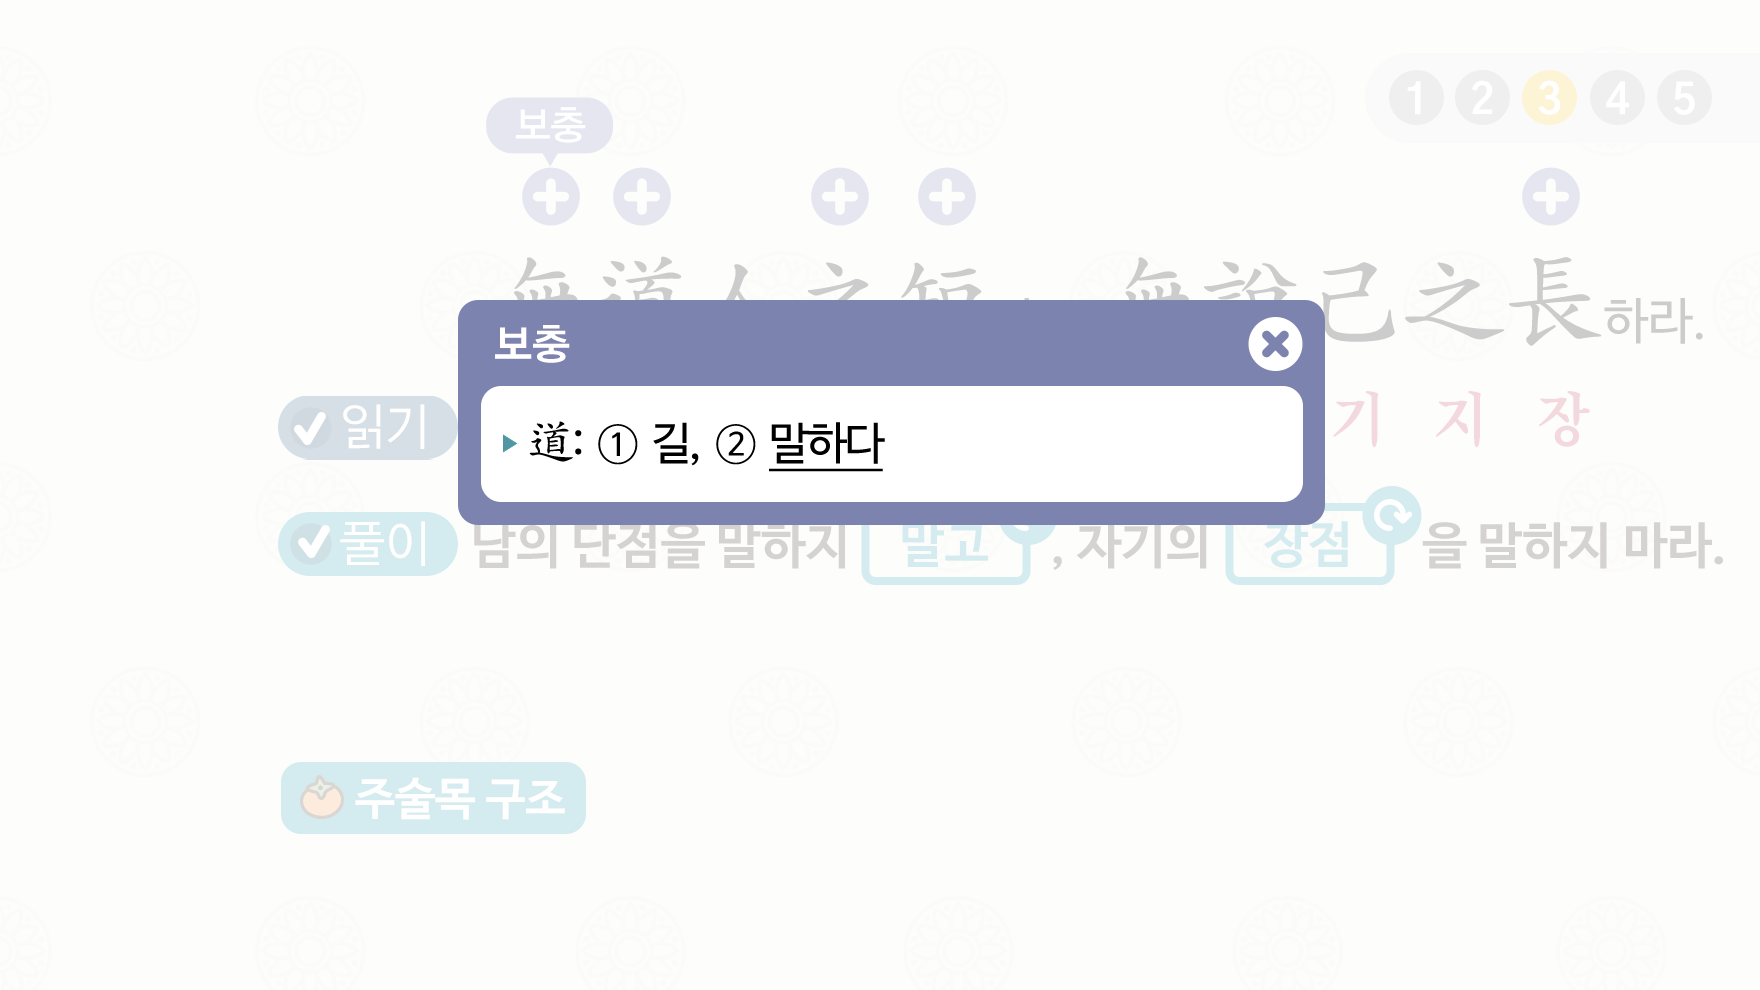 1 2 3 4 5
보충
無道人之短, 無說己之長하라.
보충
道: ① 길, ② 말하다
읽기
기 지 장
풀이 남의 단점을 말하지 말고, 자기의 장점을 말하지 마라.
주술목 구조